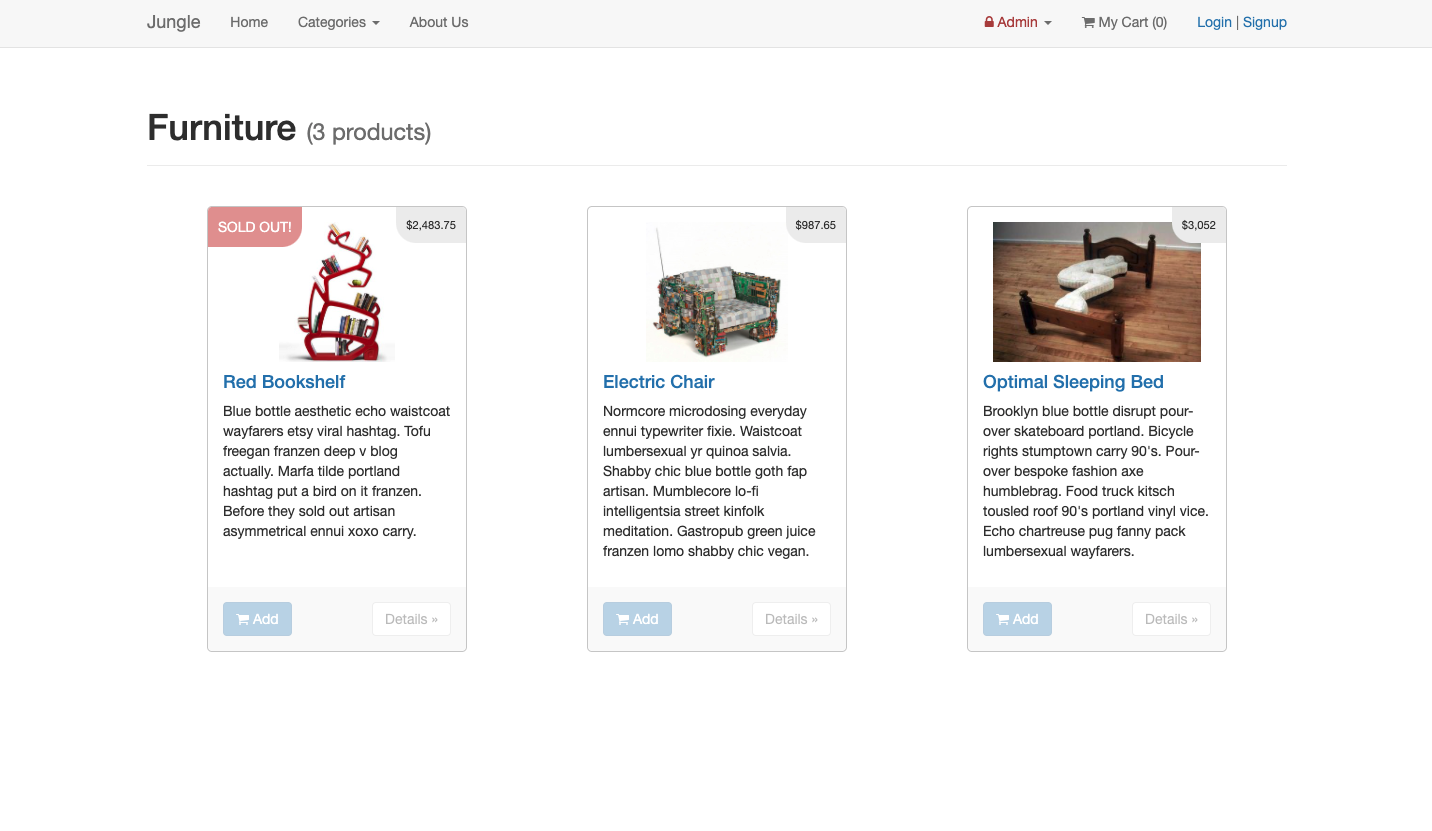 Jungle Home Categories About Us Admin My Cart (0) Login | Signup
Furniture (3 products)
SOLD OUT! $2,483.75
Red Bookshelf
Blue bottle aesthetic echo waistcoat
wayfarers etsy viral hashtag. Tofu
freegan franzen deep v blog
actually. Marfa tilde portland
hashtag put a bird on it franzen.
Before they sold out artisan
asymmetrical ennui xoxo carry.
Add Details »
$987.65
Electric Chair
Normcore microdosing everyday
ennui typewriter fixie. Waistcoat
lumbersexual yr quinoa salvia.
Shabby chic blue bottle goth fap
artisan. Mumblecore lo-fi
intelligentsia street kinfolk
meditation. Gastropub green juice
franzen lomo shabby chic vegan.
Add Details »
$3,052
Optimal Sleeping Bed
Brooklyn blue bottle disrupt pour-
over skateboard portland. Bicycle
rights stumptown carry 90's. Pour-
over bespoke fashion axe
humblebrag. Food truck kitsch
tousled roof 90's portland vinyl vice.
Echo chartreuse pug fanny pack
lumbersexual wayfarers.
Add Details »